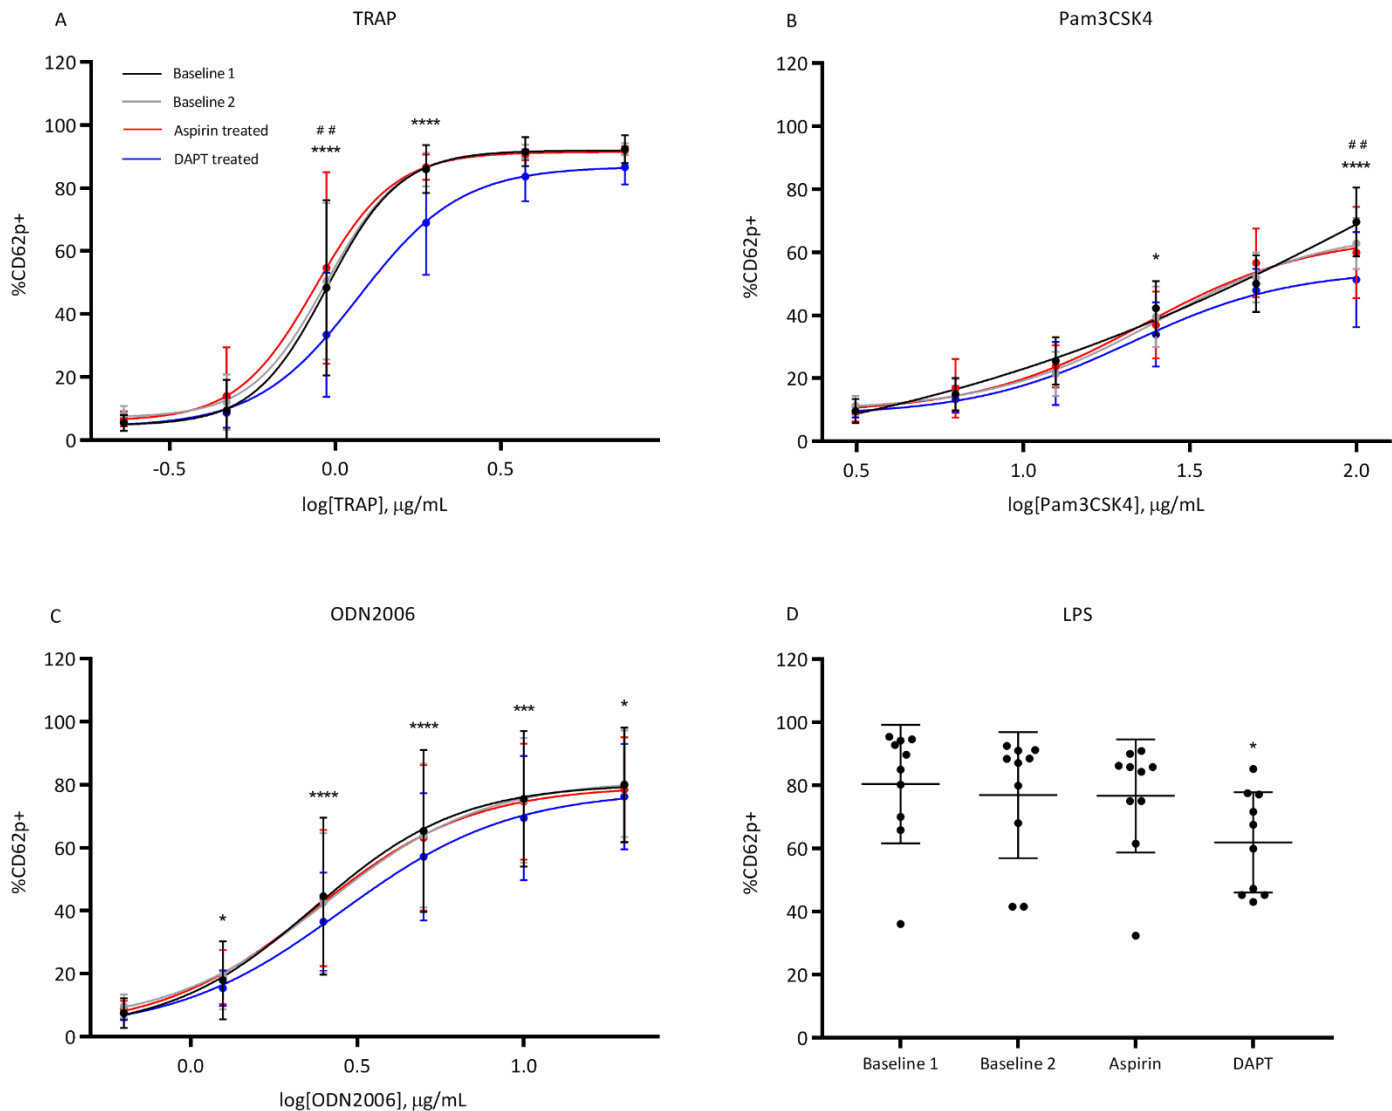 A
TRAP
120
100
80
60
40
20
0
%CD62p+
Baseline 1
Baseline 2
Aspirin treated
DAPT treated
# #
****
****
-0.5
0.0
0.5
log[TRAP], μg/mL
B
Pam3CSK4
120
100
80
60
40
20
0
%CD62p+
*
# #
****
0.5
1.0
1.5
2.0
log[Pam3CSK4], μg/mL
C
ODN2006
120
100
80
60
40
20
0
%CD62p+
*
****
****
***
*
0.0
0.5
1.0
log[ODN2006], μg/mL
D
LPS
120
100
80
60
40
20
0
%CD62p+
*
Baseline 1
Baseline 2
Aspirin
DAPT